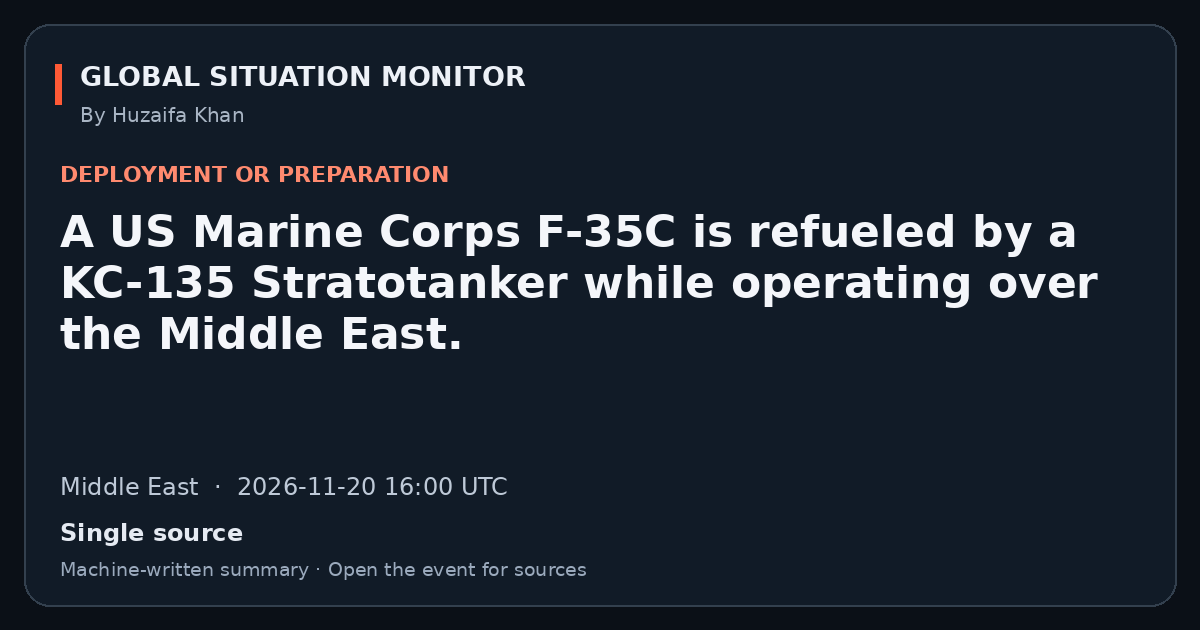 GLOBAL SITUATION MONITOR
By Huzaifa Khan
DEPLOYMENT OR PREPARATION
A US Marine Corps F-35C is refueled by a
KC-135 Stratotanker while operating over
the Middle East.
Middle East · 2026-11-20 16:00 UTC
Single source
Machine-written summary · Open the event for sources